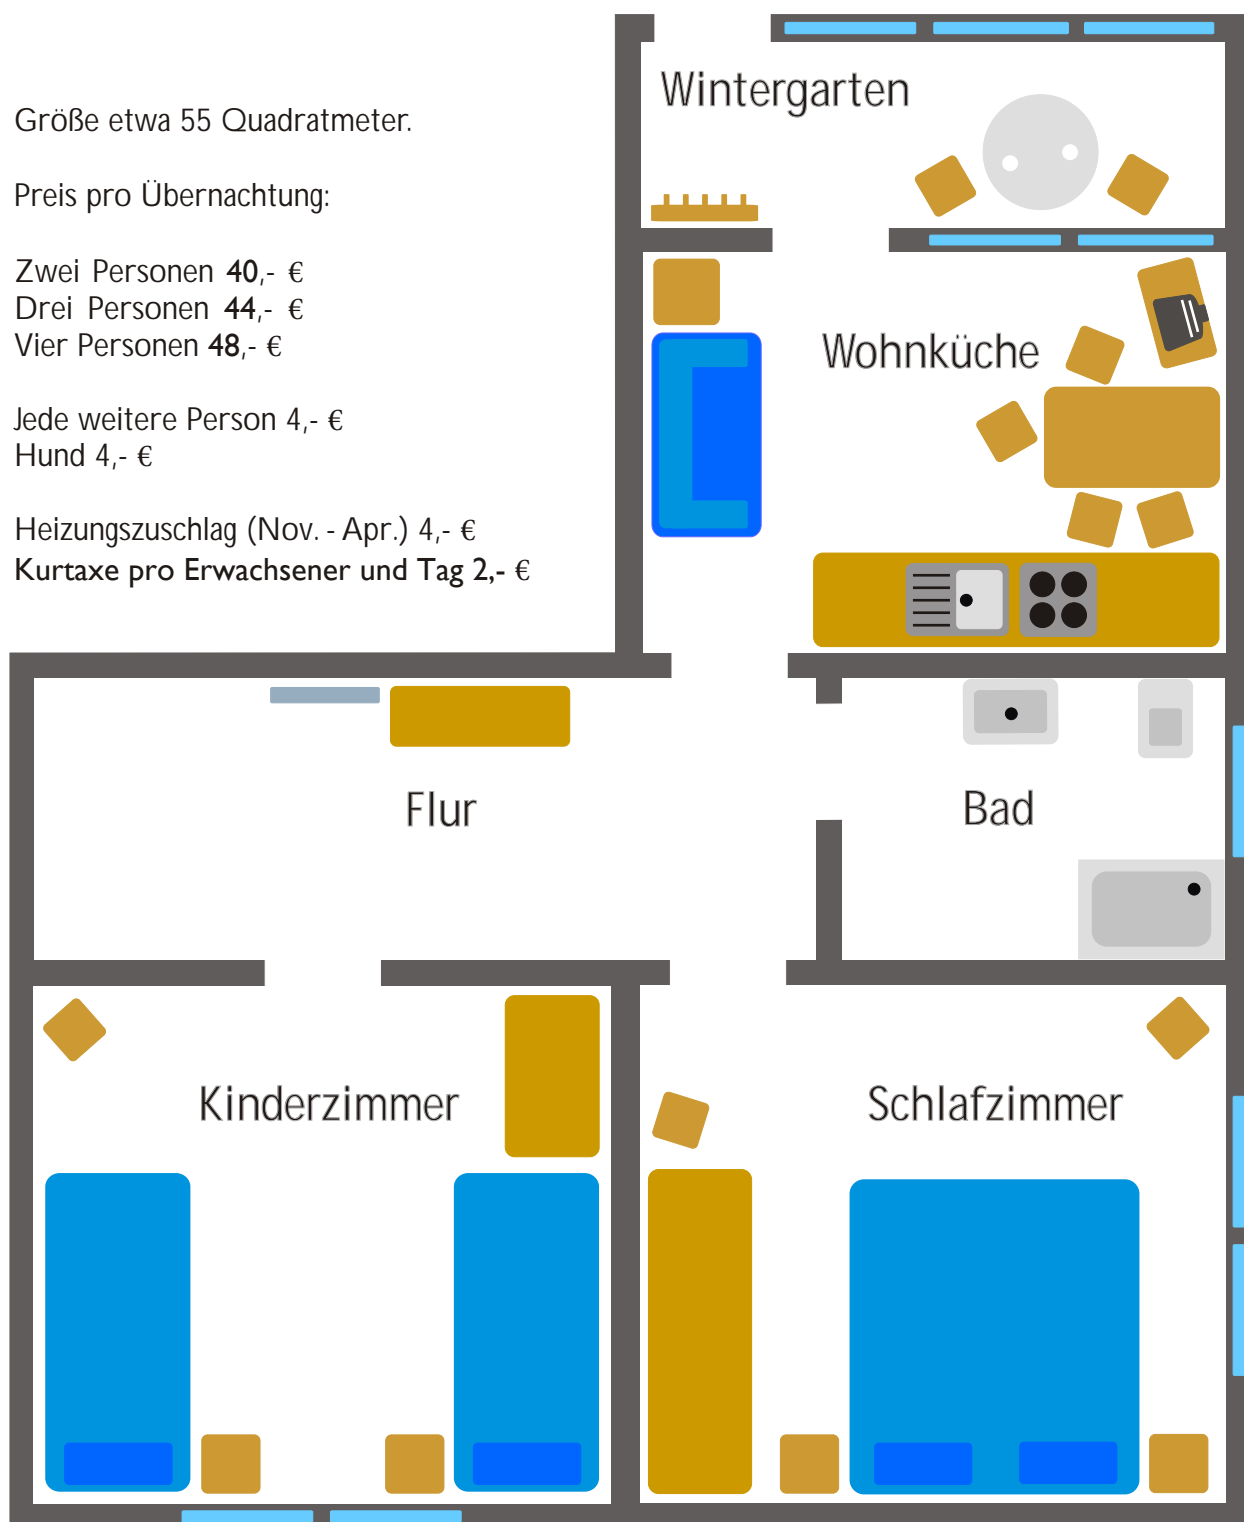 Größe etwa 55 Quadratmeter.
Preis pro Übernachtung:
Zwei Personen 40,- €
Drei Personen 44,- €
Vier Personen 48,- €
Jede weitere Person 4,- €
Hund 4,- €
Heizungszuschlag (Nov. - Apr.) 4,- €
Kurtaxe pro Erwachsener und Tag 2,- €
Wintergarten
Wohnküche
Flur
Bad
Kinderzimmer
Schlafzimmer